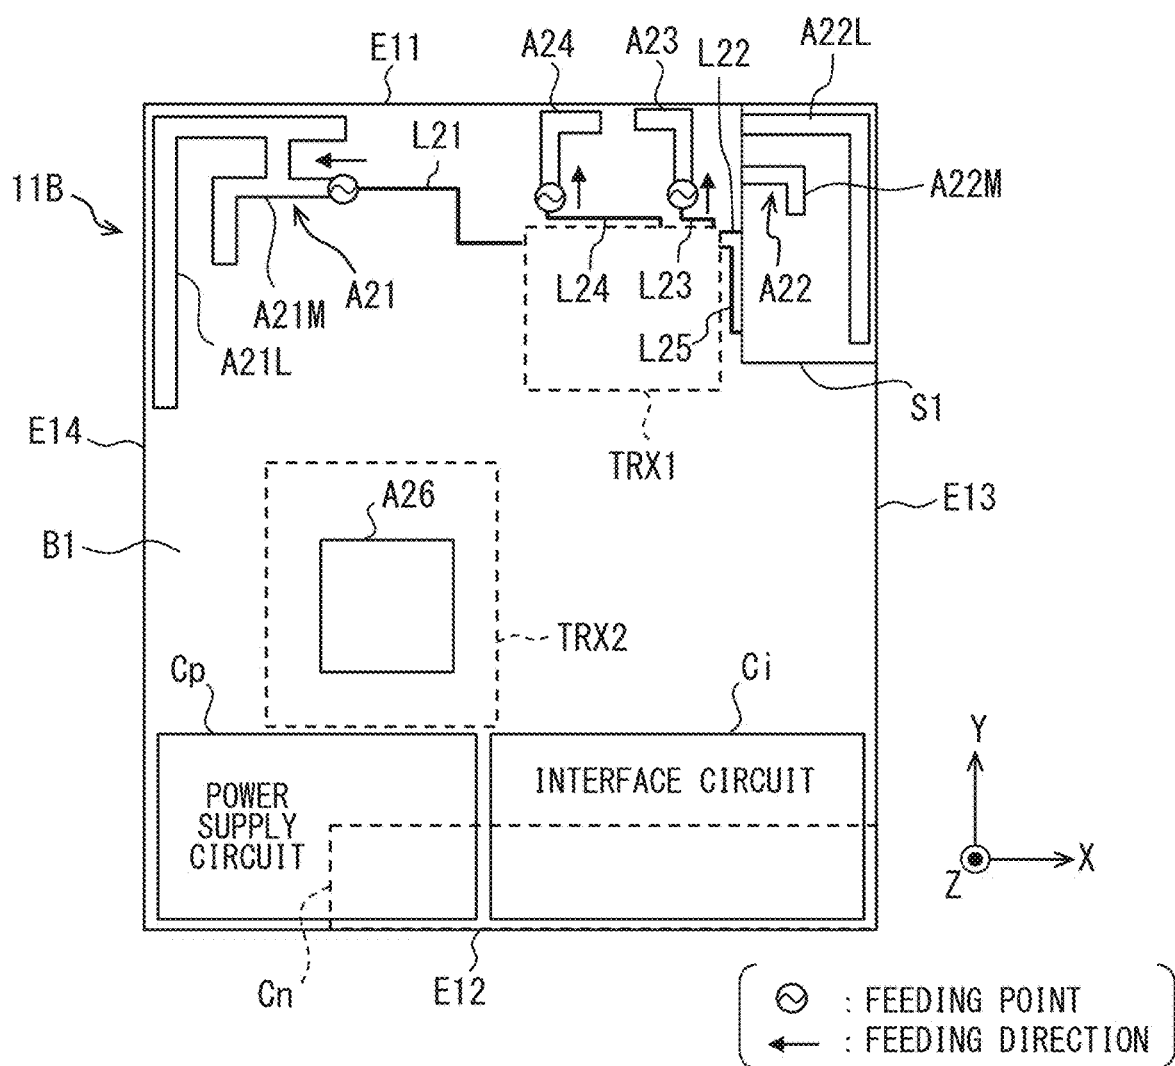 E11
A24
A23
L22
A22L
L21
11B
A22M
A21
L24
L23
A22
A21M
A21L
L25
S1
E14
TRX1
A26
E13
B1
TRX2
Cp
Ci
Y
INTERFACE CIRCUIT
POWER
SUPPLY
CIRCUIT
X
Z
Cn
E12
: FEEDING POINT
: FEEDING DIRECTION